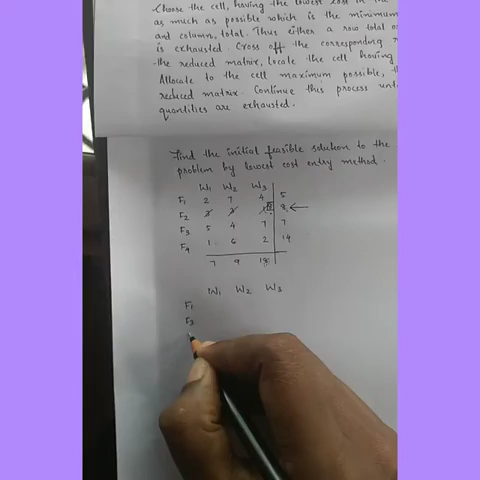 Choose the cell, having the lowest cost in the
as much as possible which is the minimum
and column, total. Thus either a row total o
is exhausted. Cross off the corresponding r
the reduced matrix, locate the cell having
Allocate to the cell maximum possible, th
reduced matrix. Continue this process unti
quantities are exhausted.
Find the initial feasible solution to the
problem by lowest cost entry method.
W1 W2 W3
F1 2 7 4 5
F2 3 3 1 8 8
F3 5 4 7 7
F4 1 6 2 14
7 9 18
W1 W2 W3
F1
F3